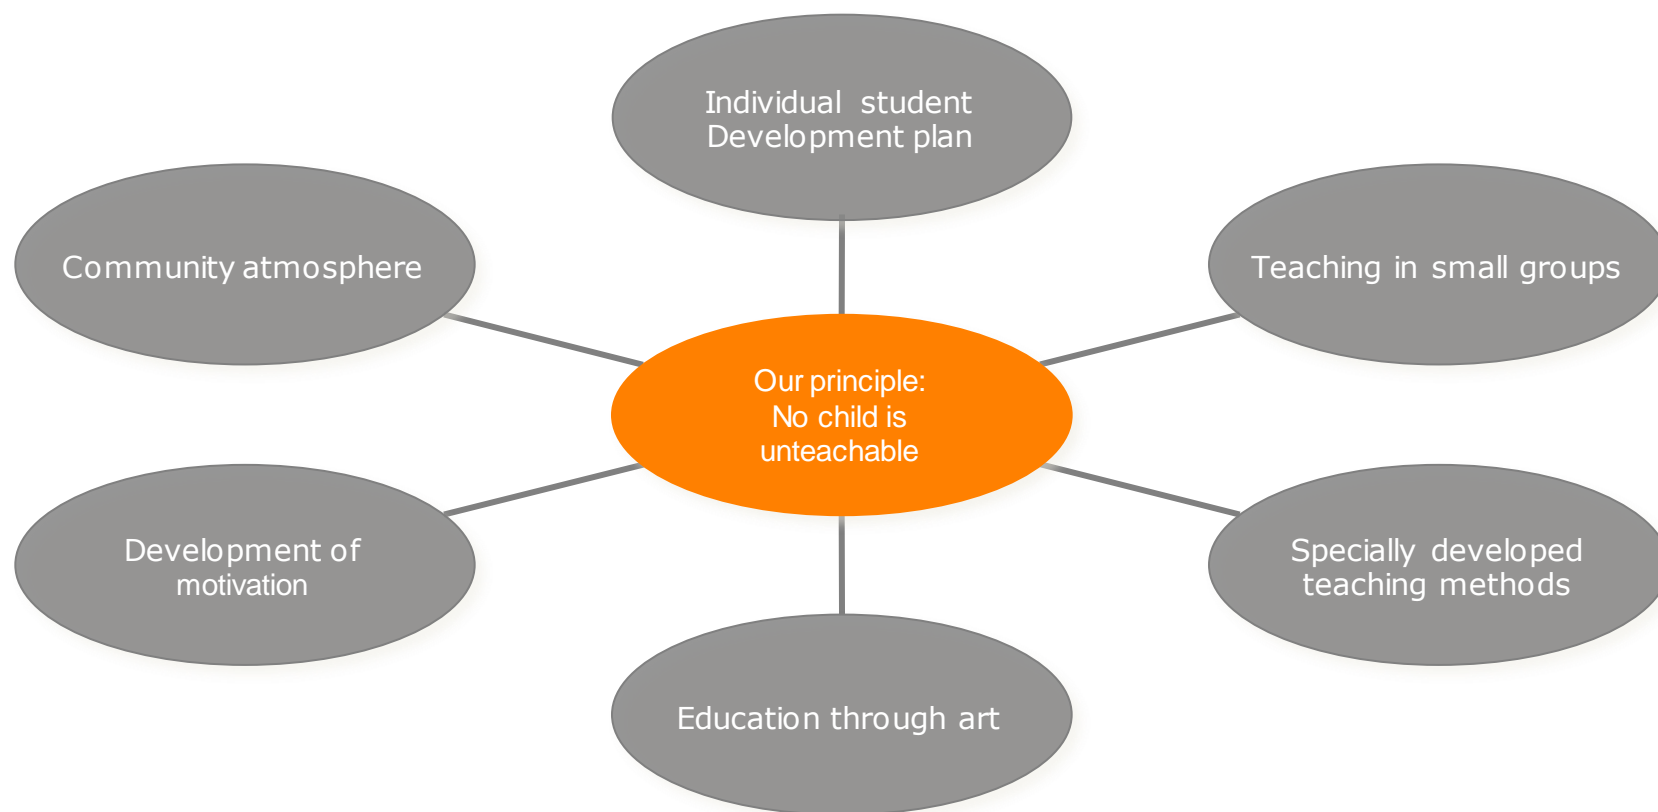 Individual student
Development plan
Community atmosphere
Teaching in small groups
Our principle:
No child is
unteachable
Development of
motivation
Specially developed
teaching methods
Education through art